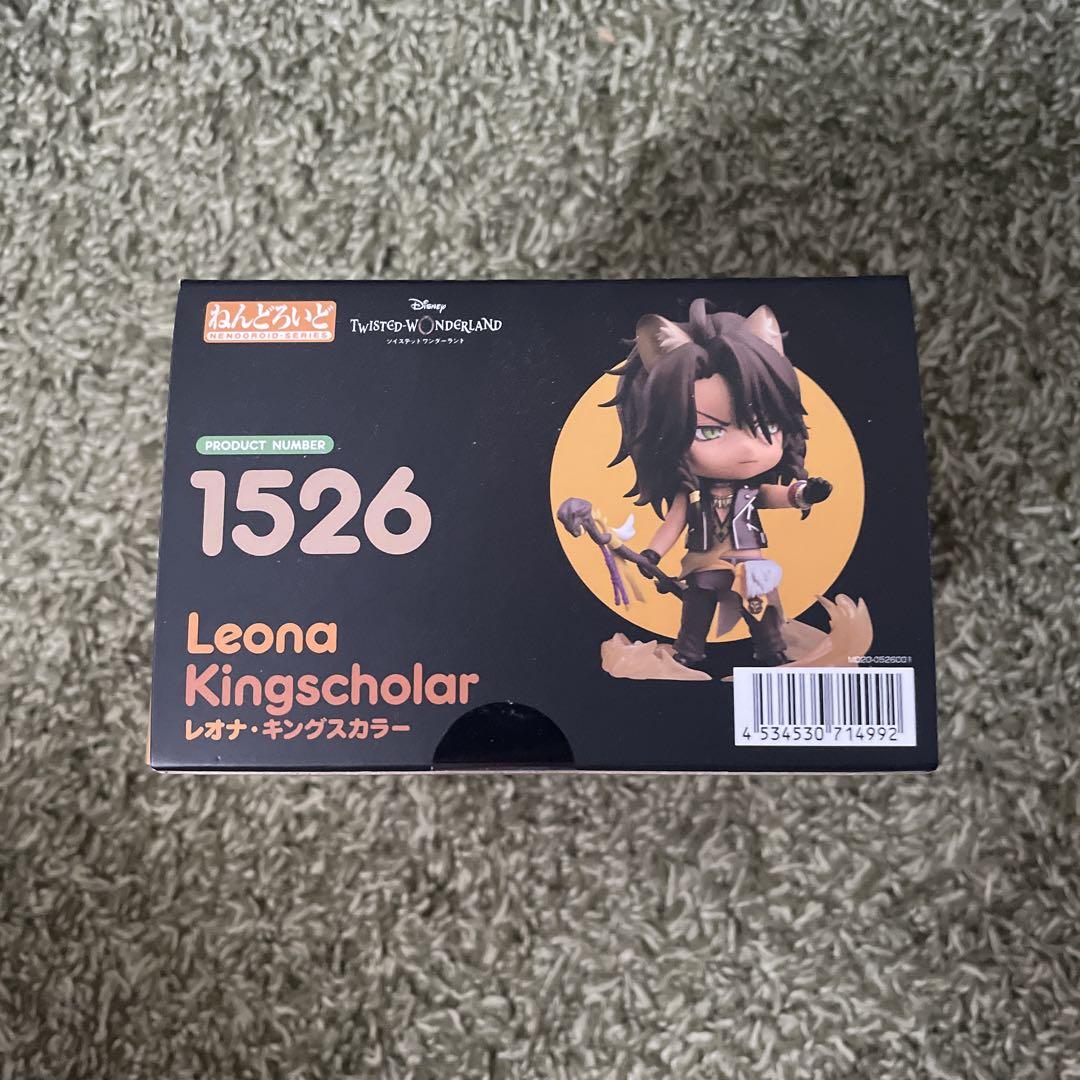 ねんどろいど
NENDOROID-SERIES
Disney
TWISTED-WONDERLAND
ツイステッドワンダーランド
PRODUCT NUMBER
1526
Leona
Kingscholar
レオナ・キングスカラー
4 534530 714992